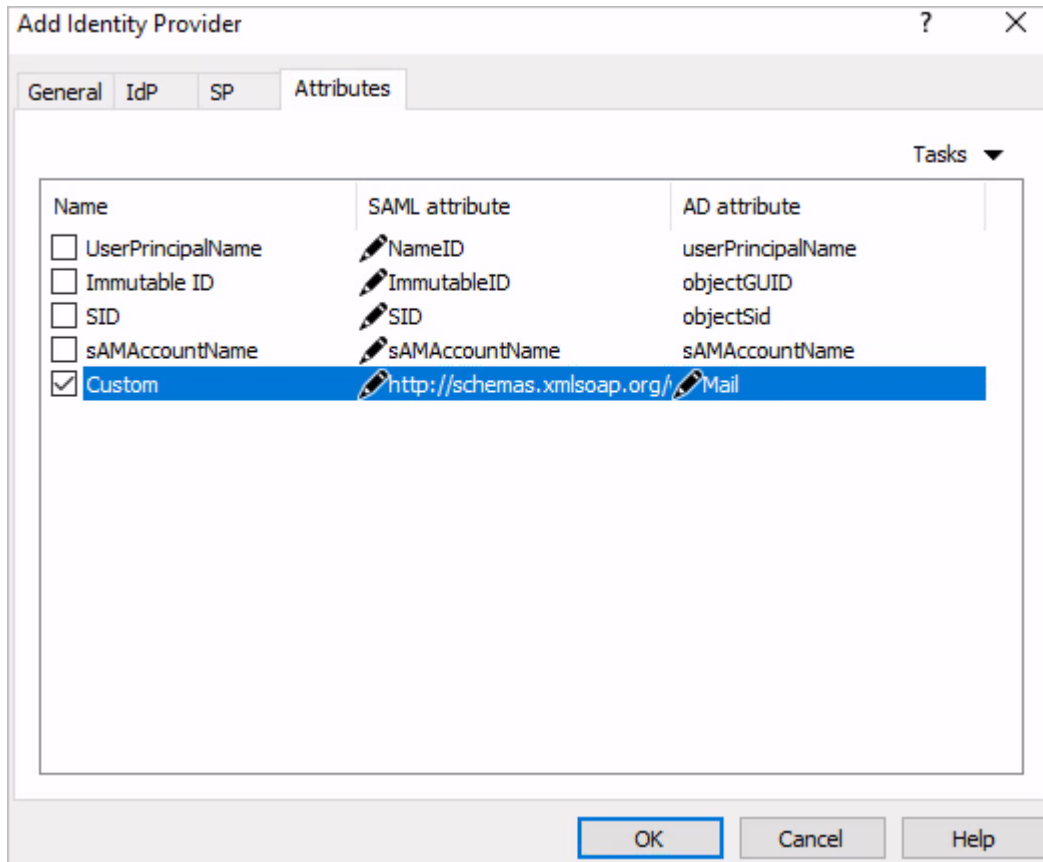 Add Identity Provider ?
General IdP SP Attributes
Tasks
Name SAML attribute AD attribute
UserPrincipalName NameID userPrincipalName
Immutable ID ImmutableID objectGUID
SID SID objectSid
sAMAccountName sAMAccountName sAMAccountName
Custom http://schemas.xmlsoap.org/ Mail
OK Cancel Help